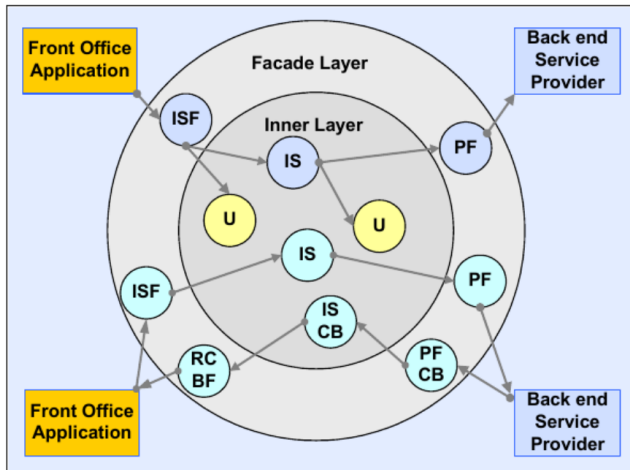 Front Office
Application
Back end
Service
Provider
Facade Layer
ISF
Inner Layer
IS
PF
U
U
IS
ISF
PF
IS
CB
RC
BF
PF
CB
Front Office
Application
Back end
Service
Provider